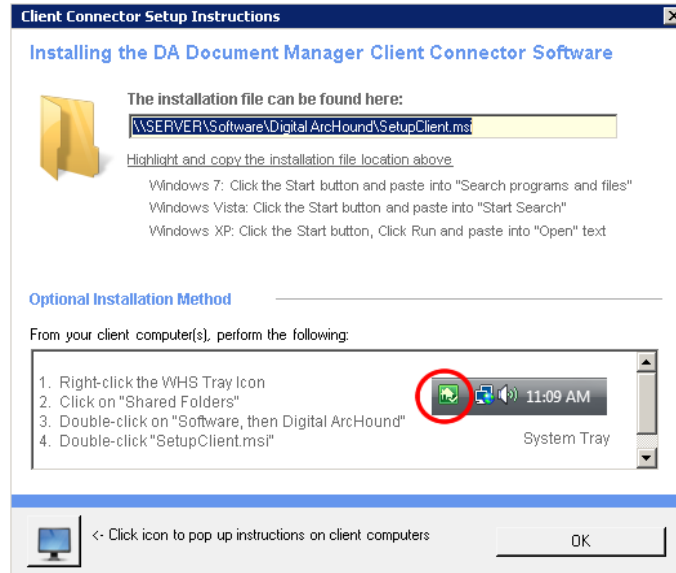 Client Connector Setup Instructions
Installing the DA Document Manager Client Connector Software
The installation file can be found here:
\\SERVER\Software\Digital ArcHound\SetupClient.msi
Highlight and copy the installation file location above
Windows 7: Click the Start button and paste into "Search programs and files"
Windows Vista: Click the Start button and paste into "Start Search"
Windows XP: Click the Start button, Click Run and paste into "Open" text
Optional Installation Method
From your client computer(s), perform the following:
1. Right-click the WHS Tray Icon
2. Click on "Shared Folders"
3. Double-click on "Software, then Digital ArcHound"
4. Double-click "SetupClient.msi"
11:09 AM
System Tray
<- Click icon to pop up instructions on client computers
OK